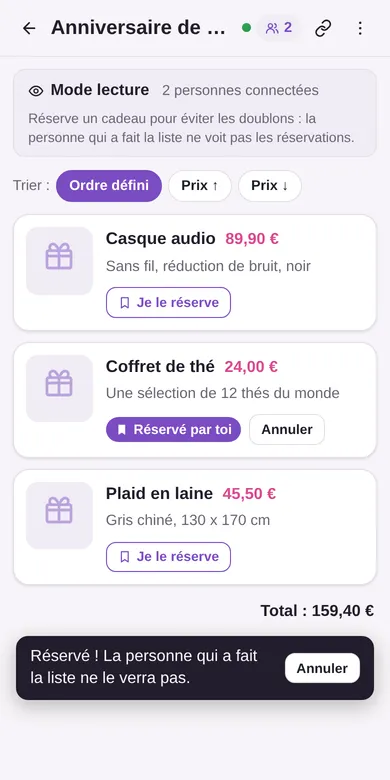 Anniversaire de ...
2
Mode lecture 2 personnes connectées
Réserve un cadeau pour éviter les doublons : la
personne qui a fait la liste ne voit pas les réservations.
Trier : Ordre défini Prix ↑ Prix ↓
Casque audio 89,90 €
Sans fil, réduction de bruit, noir
Je le réserve
Coffret de thé 24,00 €
Une sélection de 12 thés du monde
Réservé par toi Annuler
Plaid en laine 45,50 €
Gris chiné, 130 x 170 cm
Je le réserve
Total : 159,40 €
Réservé ! La personne qui a fait
la liste ne le verra pas.
Annuler